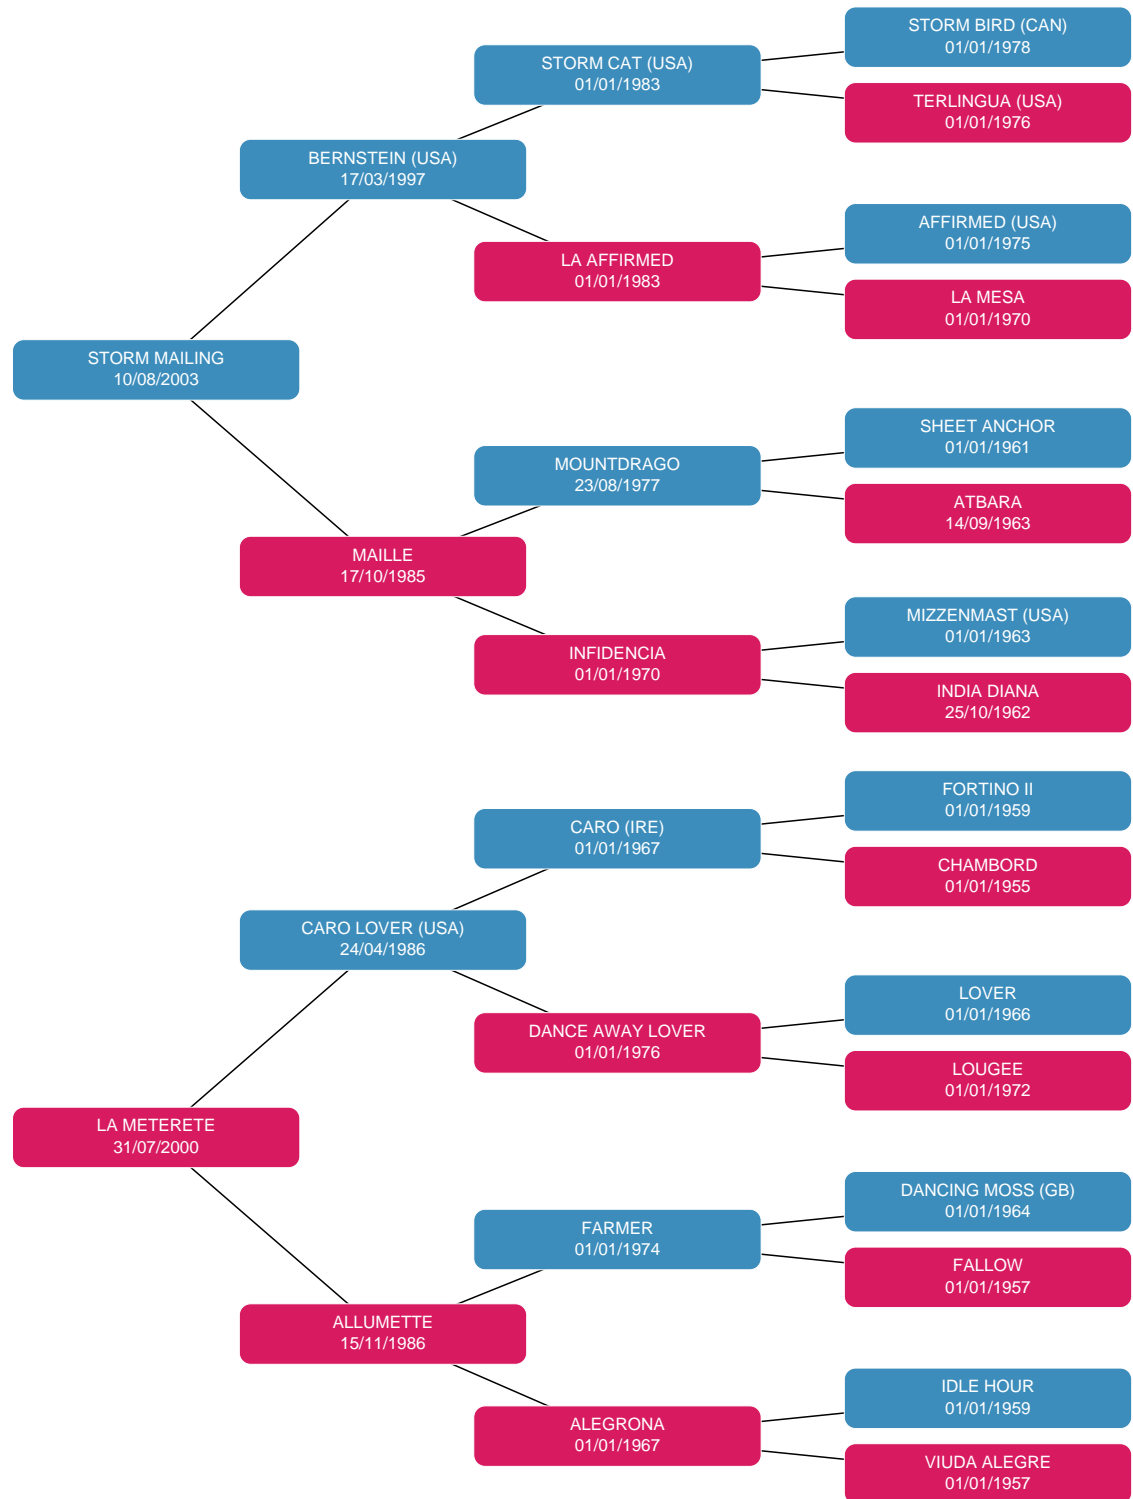 STORM BIRD (CAN)
01/01/1978
STORM CAT (USA)
01/01/1983
TERLINGUA (USA)
01/01/1976
BERNSTEIN (USA)
17/03/1997
AFFIRMED (USA)
01/01/1975
LA AFFIRMED
01/01/1983
LA MESA
01/01/1970
STORM MAILING
10/08/2003
SHEET ANCHOR
01/01/1961
MOUNTDRAGO
23/08/1977
ATBARA
14/09/1963
MAILLE
17/10/1985
MIZZENMAST (USA)
01/01/1963
INFIDENCIA
01/01/1970
INDIA DIANA
25/10/1962
FORTINO II
01/01/1959
CARO (IRE)
01/01/1967
CHAMBORD
01/01/1955
CARO LOVER (USA)
24/04/1986
LOVER
01/01/1966
DANCE AWAY LOVER
01/01/1976
LOUGEE
01/01/1972
LA METERETE
31/07/2000
DANCING MOSS (GB)
01/01/1964
FARMER
01/01/1974
FALLOW
01/01/1957
ALLUMETTE
15/11/1986
IDLE HOUR
01/01/1959
ALEGRONA
01/01/1967
VIUDA ALEGRE
01/01/1957